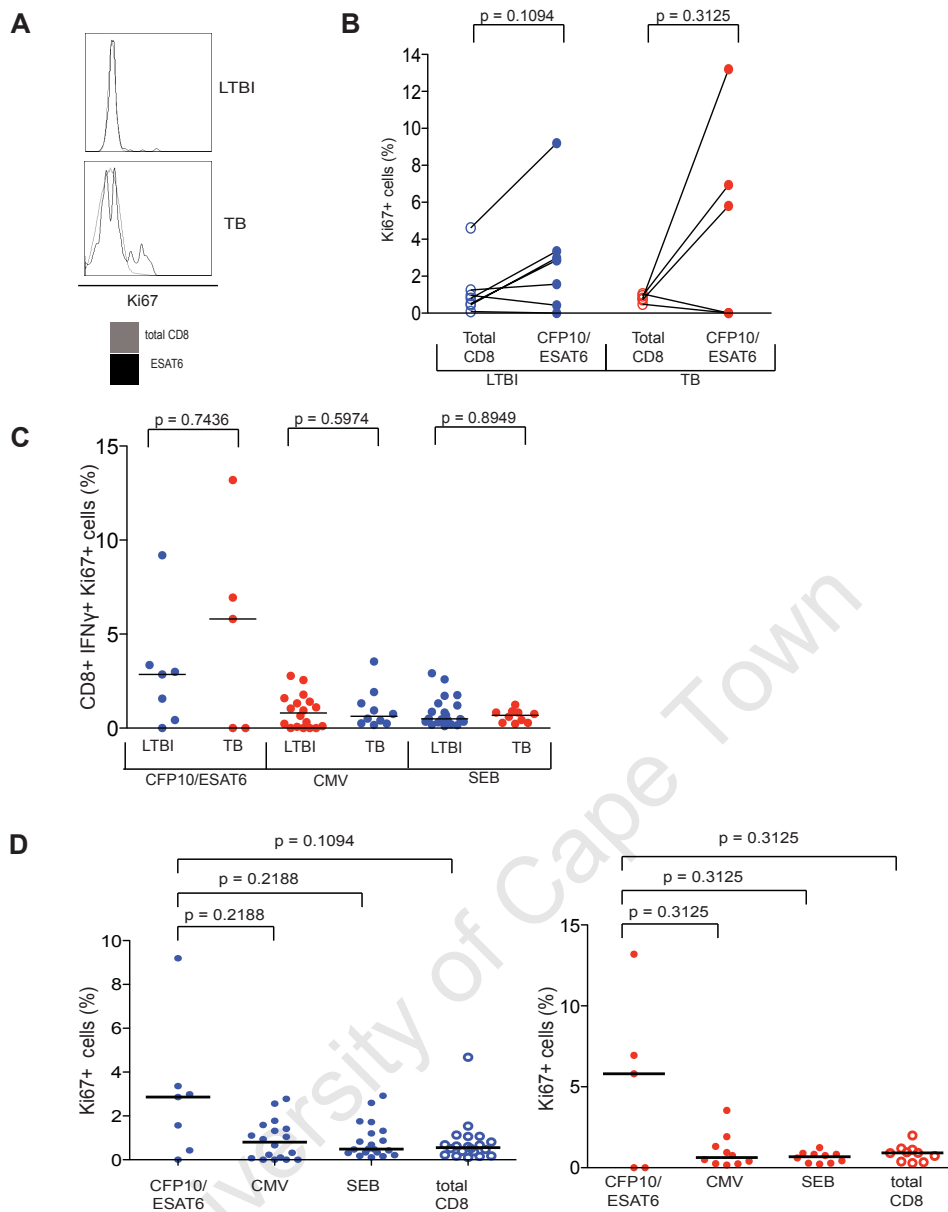 A
LTBI
TB
Ki67
total CD8
ESAT6
B
p = 0.1094
p = 0.3125
14
12
10
8
6
4
2
0
Ki67+ cells (%)
Total CD8
CFP10/ ESAT6
Total CD8
CFP10/ ESAT6
LTBI
TB
C
p = 0.7436
p = 0.5974
p = 0.8949
15
10
5
0
CD8+ IFNγ+ Ki67+ cells (%)
LTBI
TB
LTBI
TB
LTBI
TB
CFP10/ESAT6
CMV
SEB
D
p = 0.1094
p = 0.2188
p = 0.2188
10
8
6
4
2
0
Ki67+ cells (%)
CFP10/ ESAT6
CMV
SEB
total CD8
p = 0.3125
p = 0.3125
p = 0.3125
15
10
5
0
Ki67+ cells (%)
CFP10/ ESAT6
CMV
SEB
total CD8
iversity of Cape Town